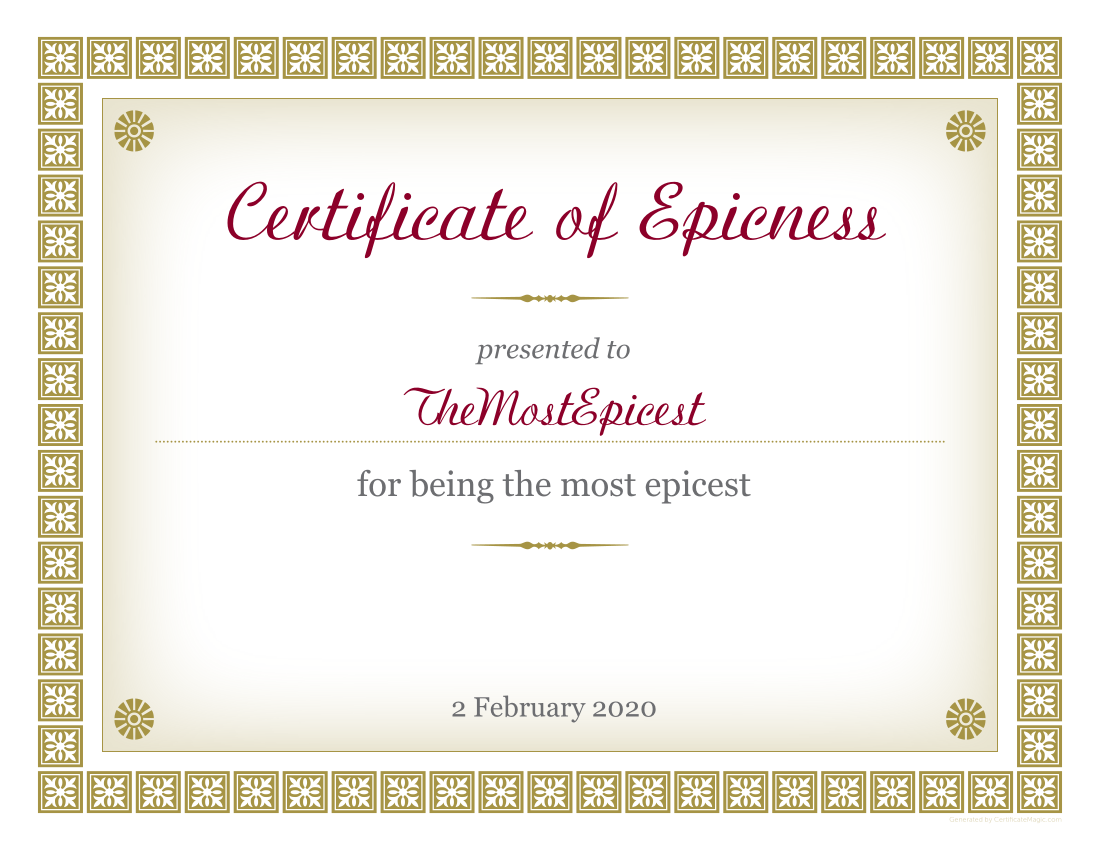 Certificate of Epicness
presented to
TheMostEpicest
for being the most epicest
2 February 2020
Generated by CertificateMagic.com